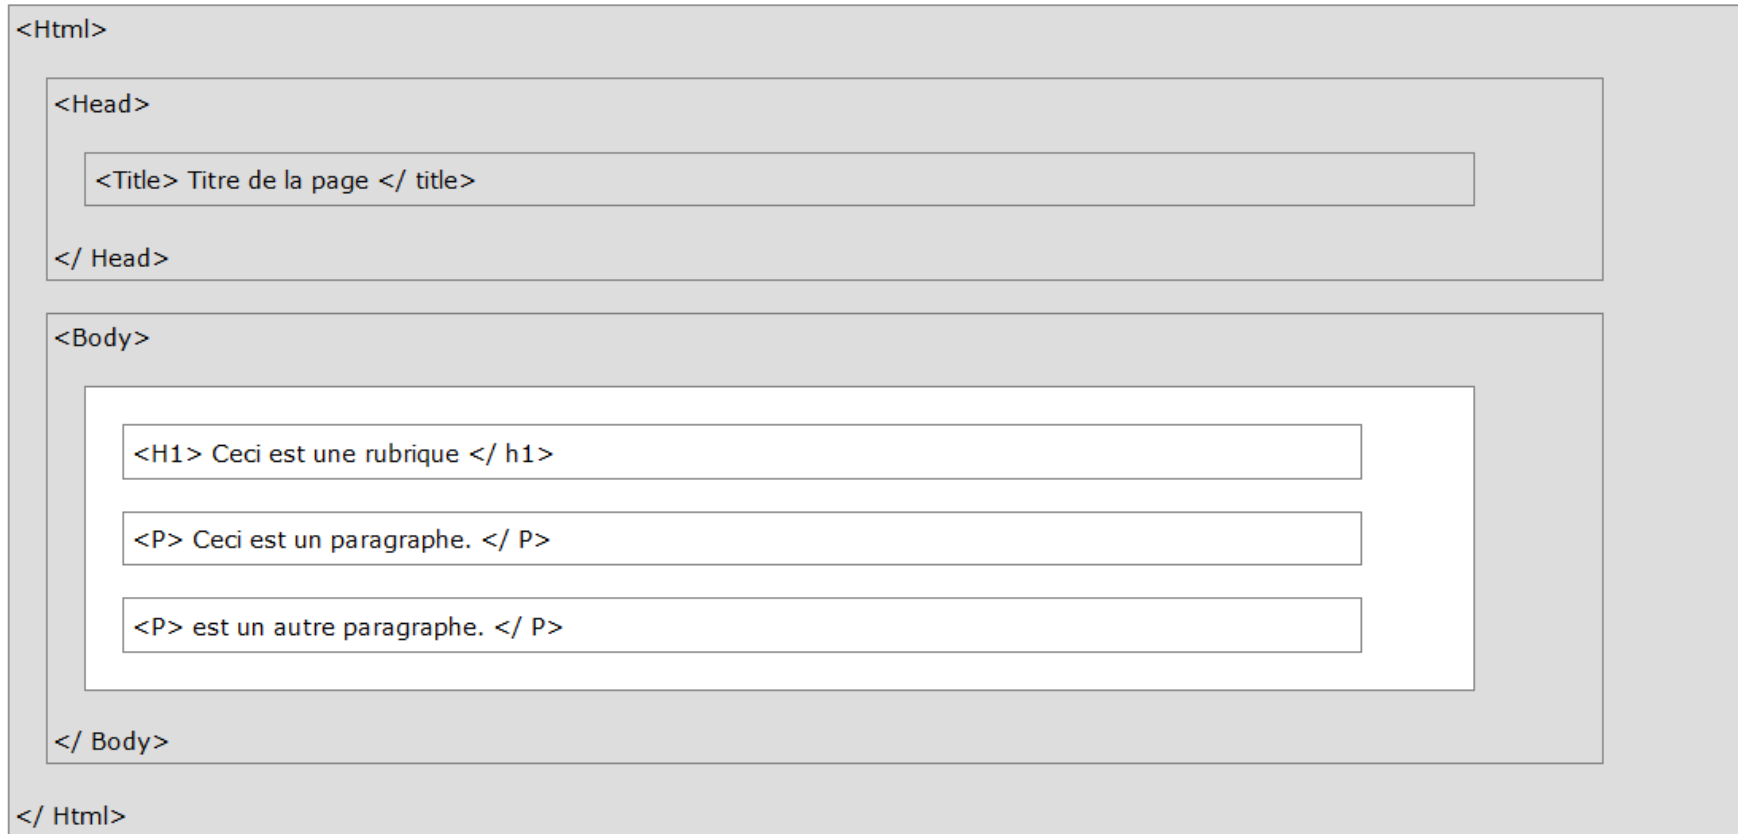 <Html>
<Head>
<Title> Titre de la page </ title>
</ Head>
<Body>
<H1> Ceci est une rubrique </ h1>
<P> Ceci est un paragraphe. </ P>
<P> est un autre paragraphe. </ P>
</ Body>
</ Html>